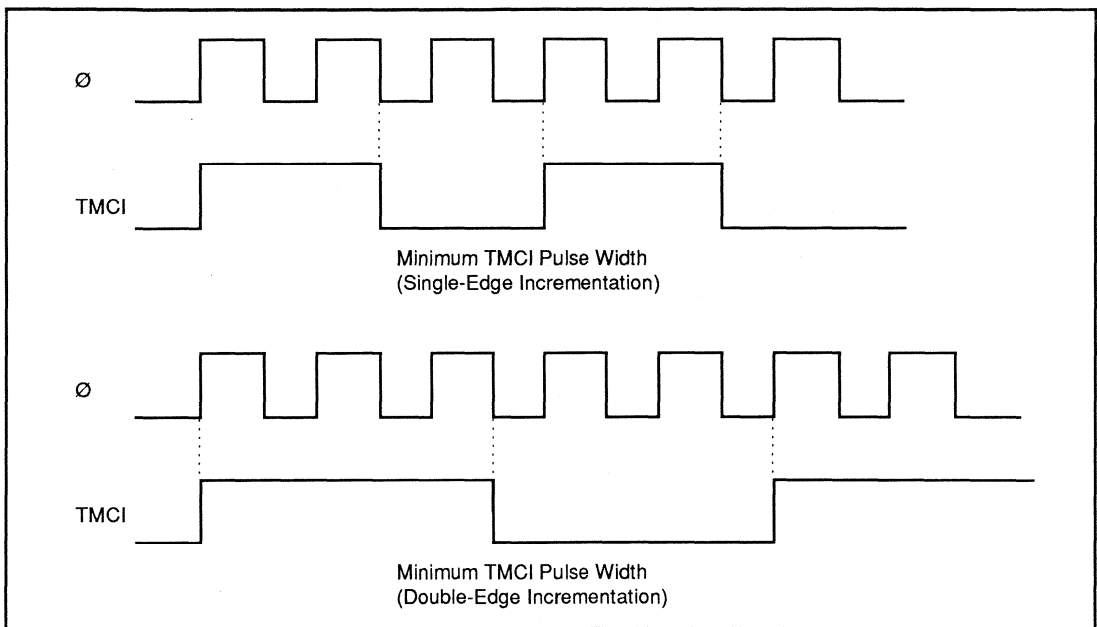 Ø
TMCI
Minimum TMCI Pulse Width
(Single-Edge Incrementation)
Ø
TMCI
Minimum TMCI Pulse Width
(Double-Edge Incrementation)